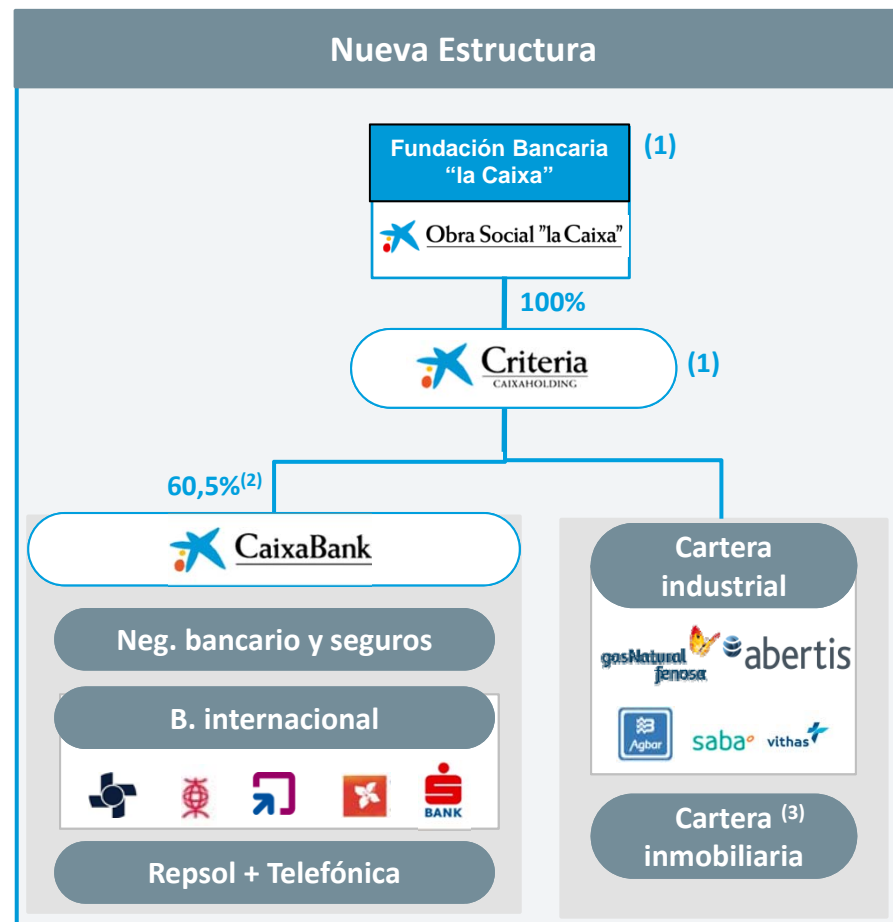 Nueva Estructura
Fundación Bancaria
“la Caixa”
(1)
Obra Social "la Caixa"
100%
Criteria
CAIXAHOLDING
(1)
60,5%(2)
CaixaBank
Neg. bancario y seguros
B. internacional
BANK
Repsol + Telefónica
Cartera
industrial
gasNatural
fenosa
abertis
Agbar
saba
vithas
Cartera (3)
inmobiliaria